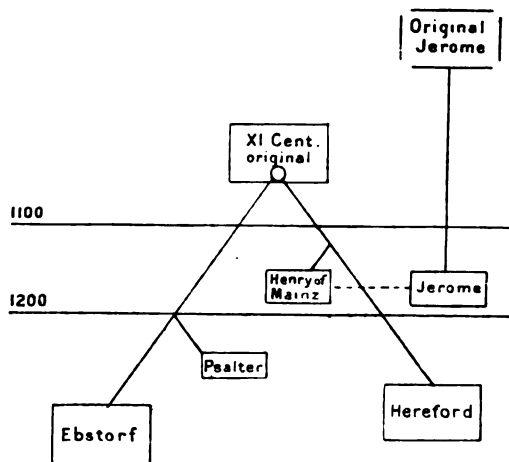 Original
Jerome
XI Cent.
original
1100
Henry of
Mainz
Jerome
1200
Psalter
Hereford
Ebstorf